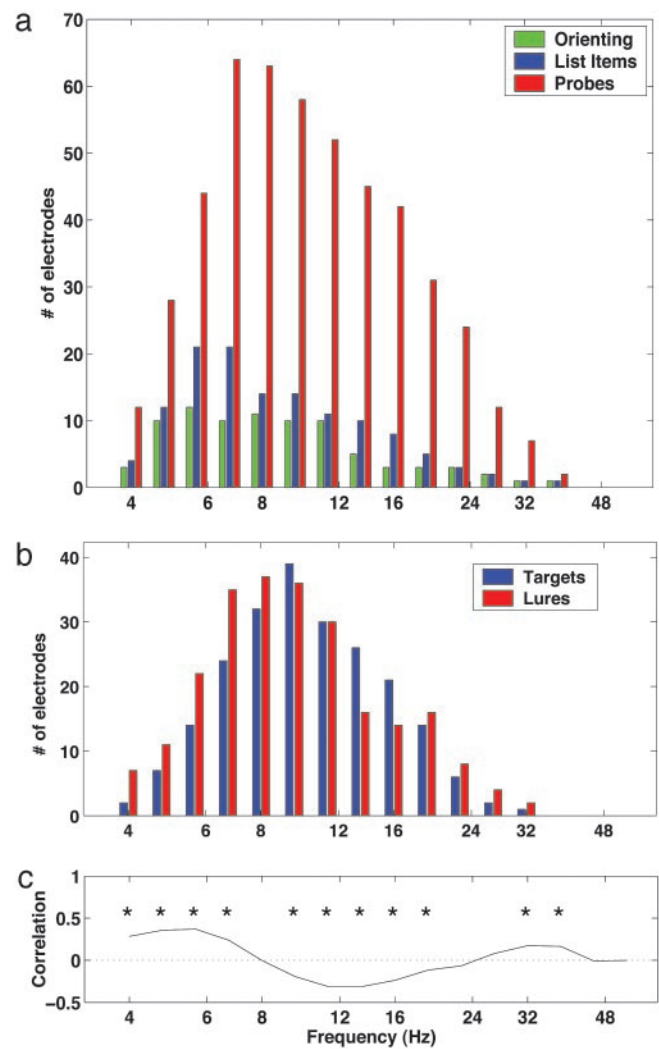 a
70
60
50
40
30
20
10
0
# of electrodes
Orienting
List Items
Probes
4 6 8 12 16 24 32 48
b
40
30
20
10
0
# of electrodes
Targets
Lures
4 6 8 12 16 24 32 48
c
1
0.5
0
−0.5
Correlation
* * * * * * * * * * *
4 6 8 12 16 24 32 48
Frequency (Hz)